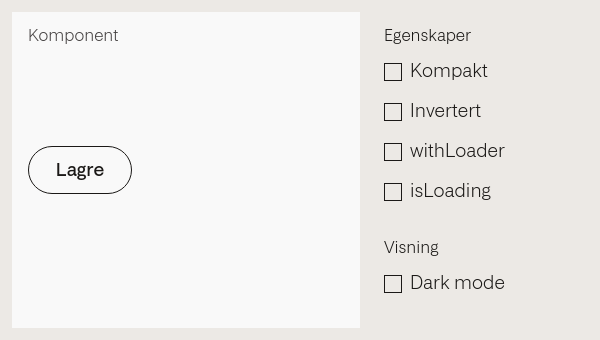 Komponent
Lagre
Egenskaper
Kompakt
Invertert
withLoader
isLoading
Visning
Dark mode